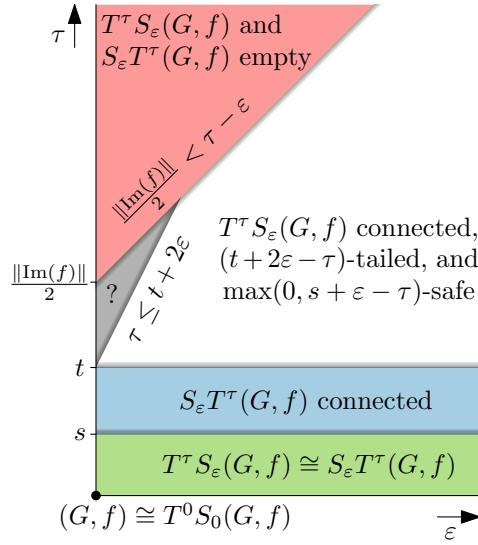 τ
T^τ S_ε(G, f) and
S_ε T^τ(G, f) empty
‖Im(f)‖/2 < τ − ε
T^τ S_ε(G, f) connected,
(t + 2ε − τ)-tailed, and
max(0, s + ε − τ)-safe
‖Im(f)‖/2
?
τ ≤ t + 2ε
t
S_ε T^τ(G, f) connected
s
T^τ S_ε(G, f) ≅ S_ε T^τ(G, f)
(G, f) ≅ T^0 S_0(G, f)
ε